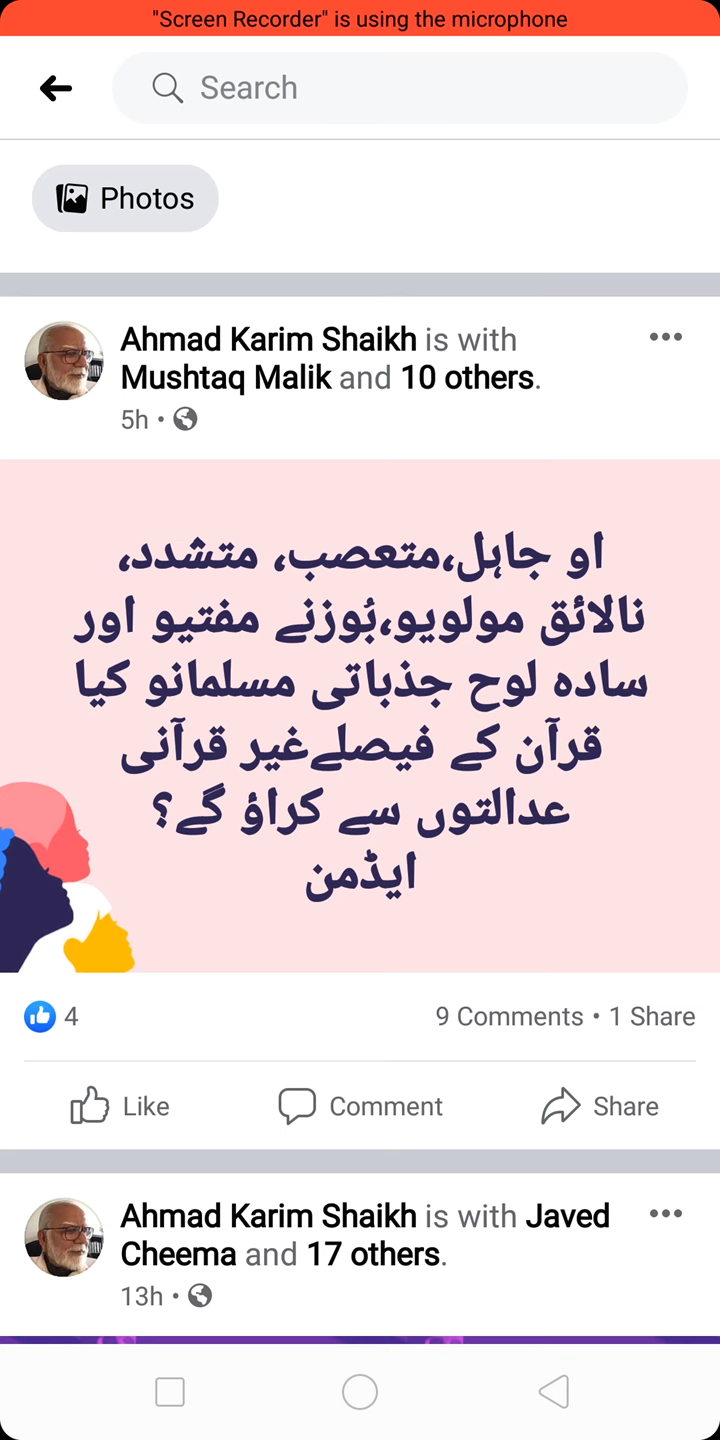 "Screen Recorder" is using the microphone
Search
Photos
Ahmad Karim Shaikh is with
Mushtaq Malik and 10 others.
5h •
او جاہل،متعصب، متشدد،
نالائق مولویو،بُوزنے مفتیو اور
سادہ لوح جذباتی مسلمانو کیا
قرآن کے فیصلےغیر قرآنی
عدالتوں سے کراؤ گے؟
ایڈمن
4
9 Comments • 1 Share
Like
Comment
Share
Ahmad Karim Shaikh is with Javed
Cheema and 17 others.
13h •